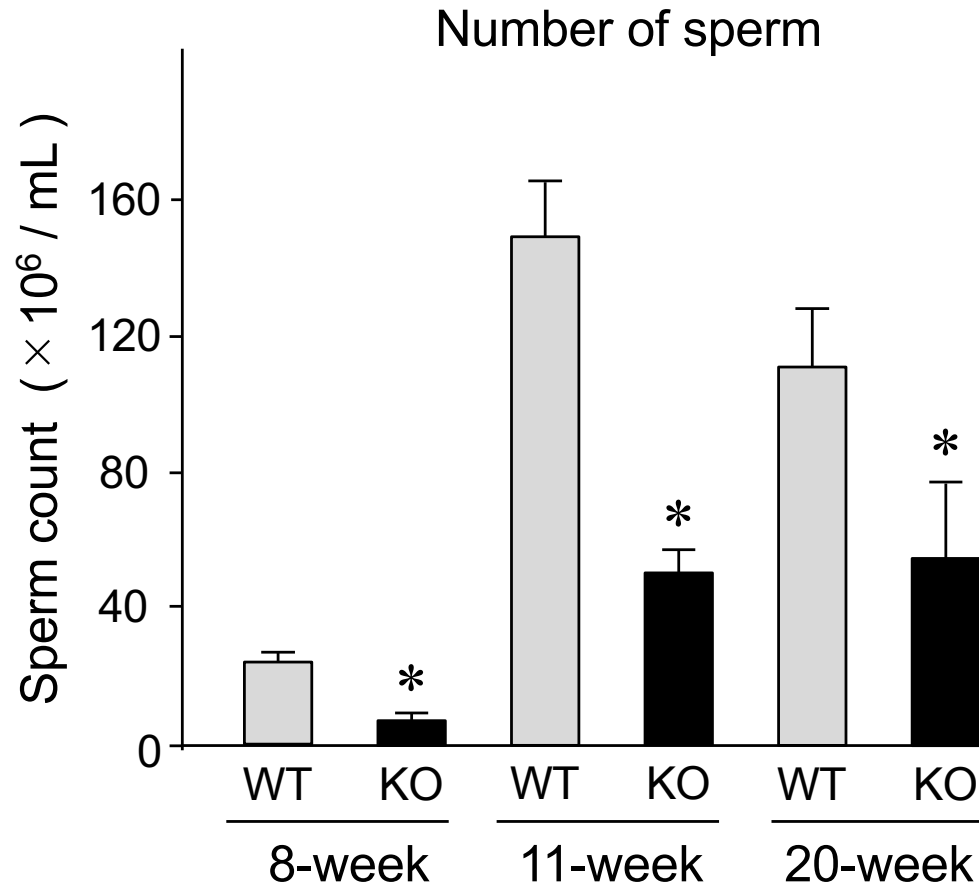 Number of sperm
Sperm count (× 10⁶ / mL)
160
120
80
40
0
*
*
*
WT KO WT KO WT KO
8-week 11-week 20-week